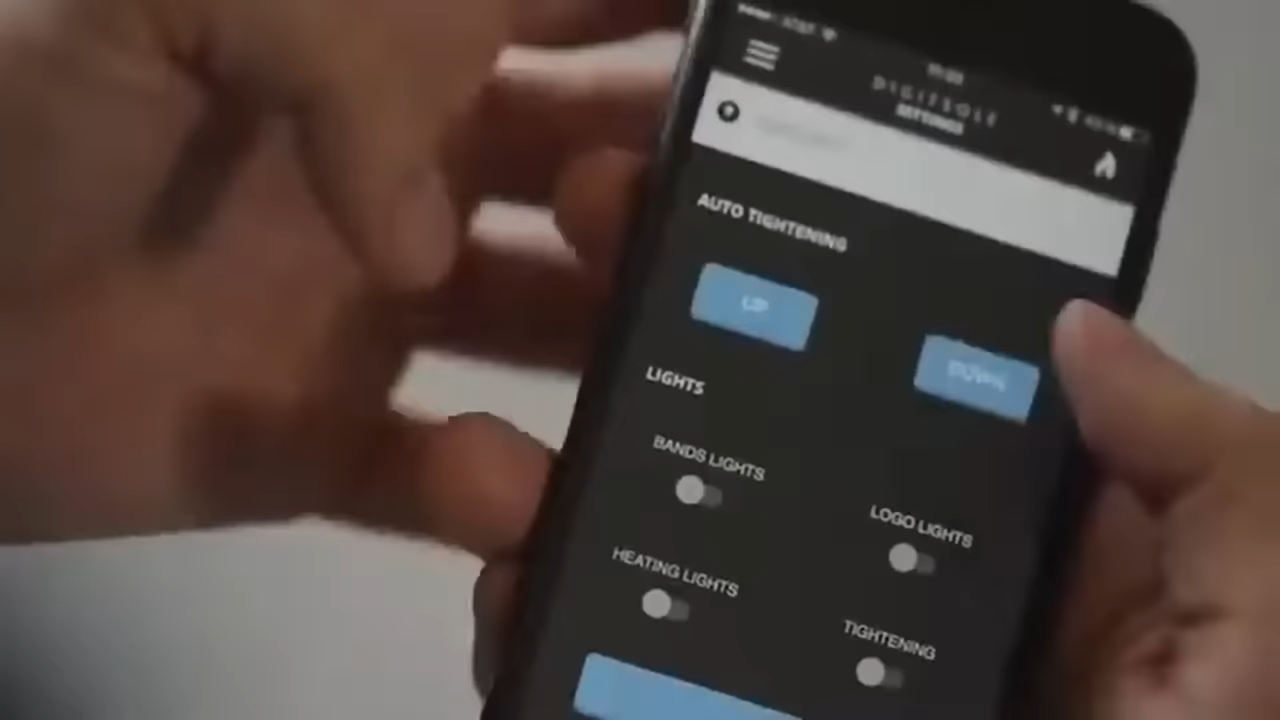 DIGITSOLE
SETTINGS
AUTO TIGHTENING
UP
DOWN
LIGHTS
BANDS LIGHTS
LOGO LIGHTS
HEATING LIGHTS
TIGHTENING